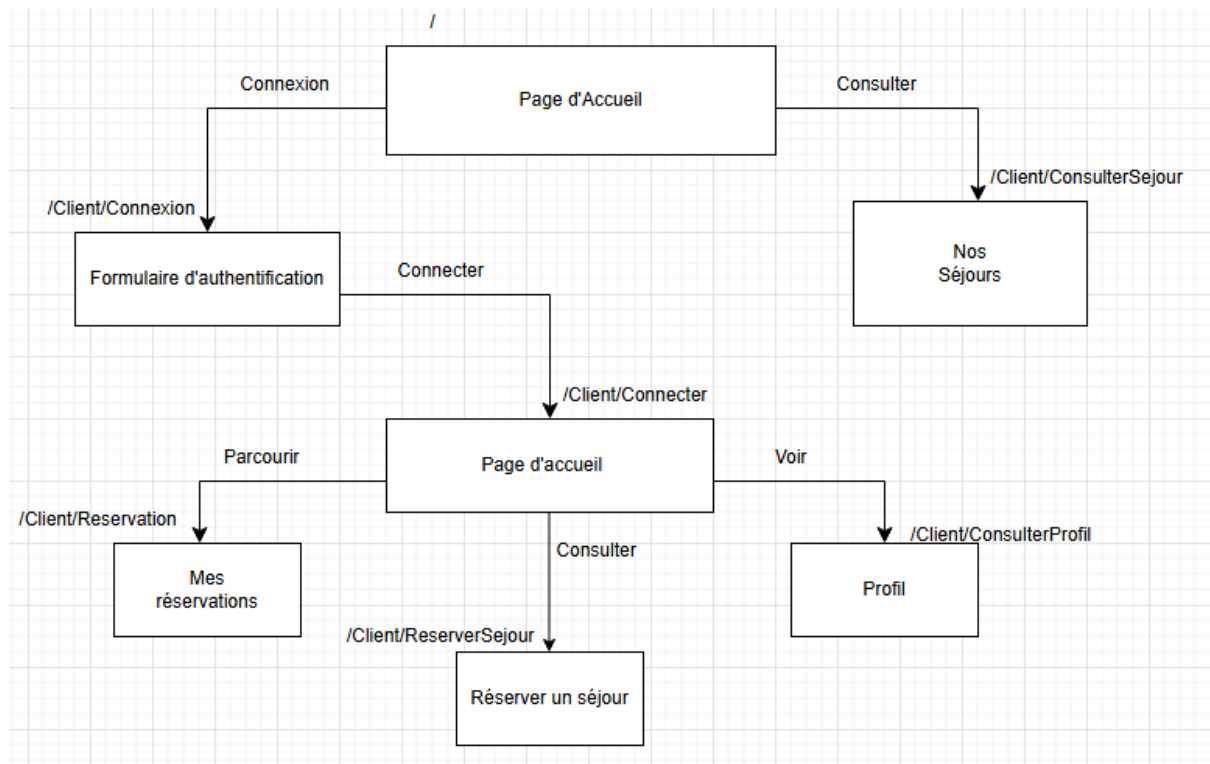 /
Page d'Accueil
Connexion
Consulter
/Client/Connexion
/Client/ConsulterSejour
Formulaire d'authentification
Nos
Séjours
Connecter
/Client/Connecter
Page d'accueil
Parcourir
Voir
/Client/Reservation
/Client/ConsulterProfil
Consulter
Mes
réservations
Profil
/Client/ReserverSejour
Réserver un séjour